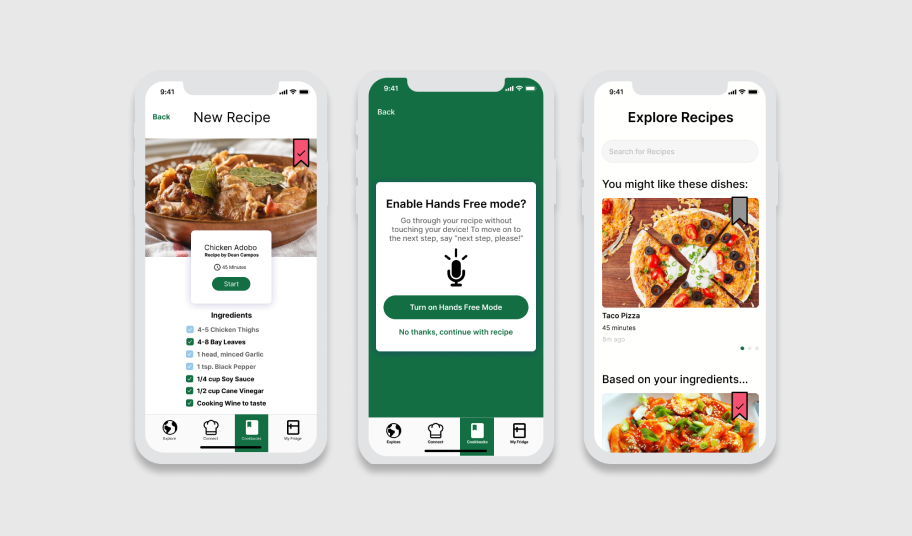 9:41
Back
New Recipe
Chicken Adobo
Recipe by Dean Campos
45 Minutes
Start
Ingredients
4-5 Chicken Thighs
4-8 Bay Leaves
1 head, minced Garlic
1 tsp. Black Pepper
1/4 cup Soy Sauce
1/2 cup Cane Vinegar
Cooking Wine to taste
Explore
Connect
Cookbooks
My Fridge
9:41
Back
Enable Hands Free mode?
Go through your recipe without
touching your device! To move on to
the next step, say "next step, please!"
Turn on Hands Free Mode
No thanks, continue with recipe
Explore
Connect
Cookbooks
My Fridge
9:41
Explore Recipes
Search for Recipes
You might like these dishes:
Taco Pizza
45 minutes
8m ago
Based on your ingredients...